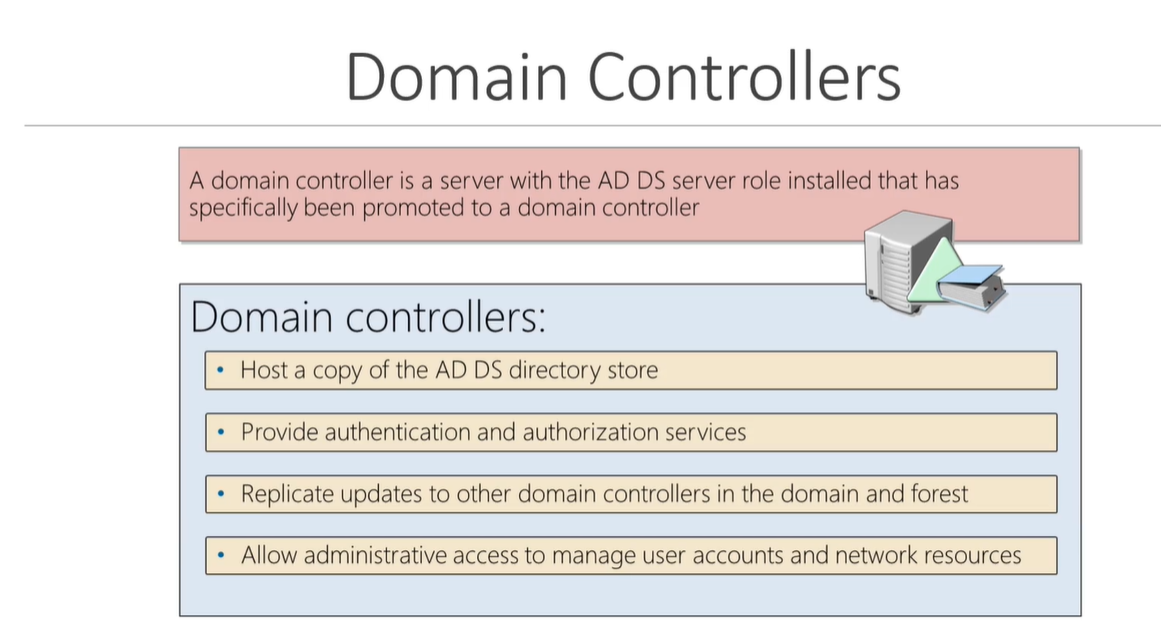 Domain Controllers
A domain controller is a server with the AD DS server role installed that has
specifically been promoted to a domain controller
Domain controllers:
• Host a copy of the AD DS directory store
• Provide authentication and authorization services
• Replicate updates to other domain controllers in the domain and forest
• Allow administrative access to manage user accounts and network resources